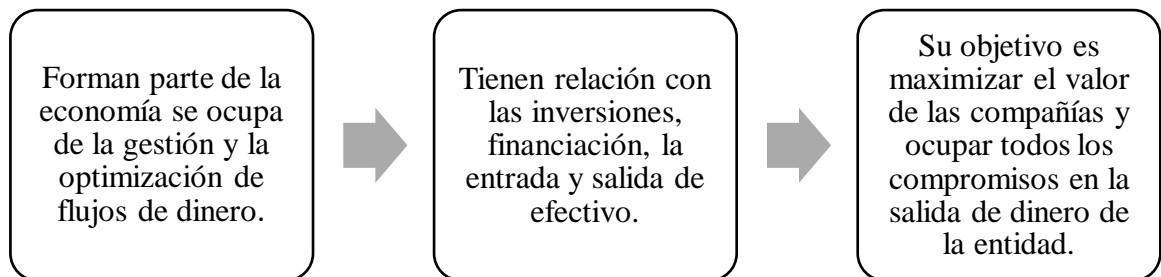 Forman parte de la
economía se ocupa
de la gestión y la
optimización de
flujos de dinero.
Tienen relación con
las inversiones,
financiación, la
entrada y salida de
efectivo.
Su objetivo es
maximizar el valor
de las compañías y
ocupar todos los
compromisos en la
salida de dinero de
la entidad.